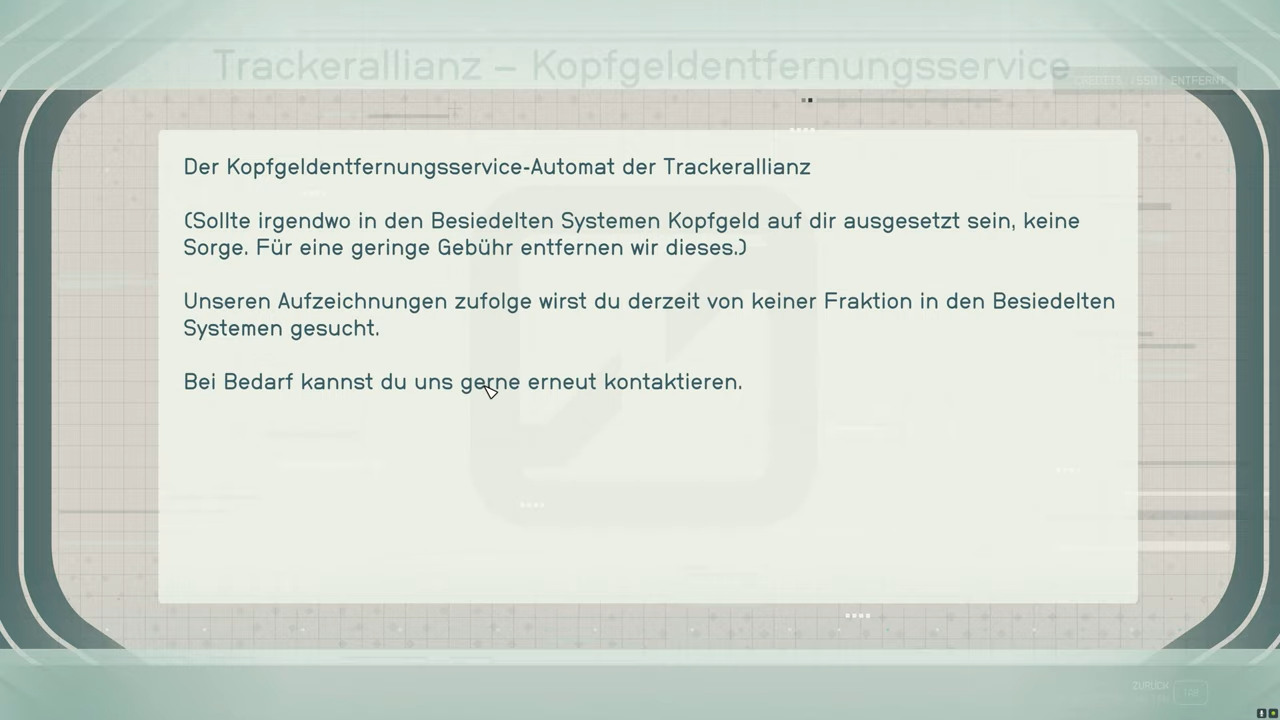 Trackerallianz – Kopfgeldentfernungsservice
ENTFERNT
Der Kopfgeldentfernungsservice-Automat der Trackerallianz
(Sollte irgendwo in den Besiedelten Systemen Kopfgeld auf dir ausgesetzt sein, keine
Sorge. Für eine geringe Gebühr entfernen wir dieses.)
Unseren Aufzeichnungen zufolge wirst du derzeit von keiner Fraktion in den Besiedelten
Systemen gesucht.
Bei Bedarf kannst du uns gerne erneut kontaktieren.
ZURÜCK
TAB